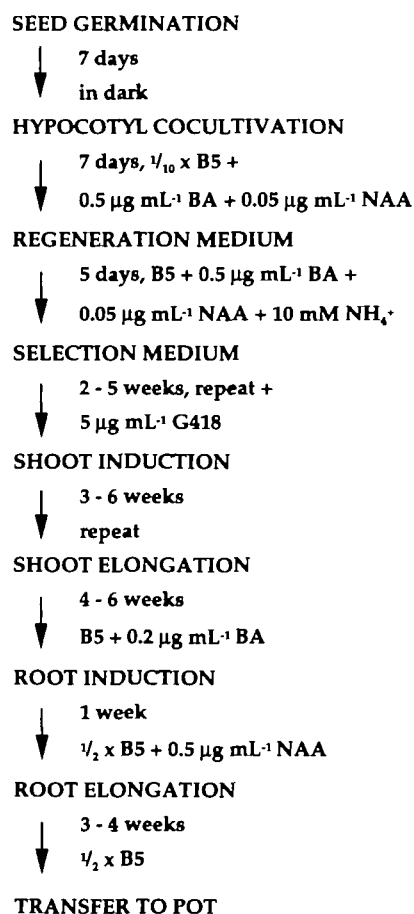 SEED GERMINATION
7 days
in dark
HYPOCOTYL COCULTIVATION
7 days, 1/10 x B5 +
0.5 µg mL-1 BA + 0.05 µg mL-1 NAA
REGENERATION MEDIUM
5 days, B5 + 0.5 µg mL-1 BA +
0.05 µg mL-1 NAA + 10 mM NH4+
SELECTION MEDIUM
2 - 5 weeks, repeat +
5 µg mL-1 G418
SHOOT INDUCTION
3 - 6 weeks
repeat
SHOOT ELONGATION
4 - 6 weeks
B5 + 0.2 µg mL-1 BA
ROOT INDUCTION
1 week
1/2 x B5 + 0.5 µg mL-1 NAA
ROOT ELONGATION
3 - 4 weeks
1/2 x B5
TRANSFER TO POT